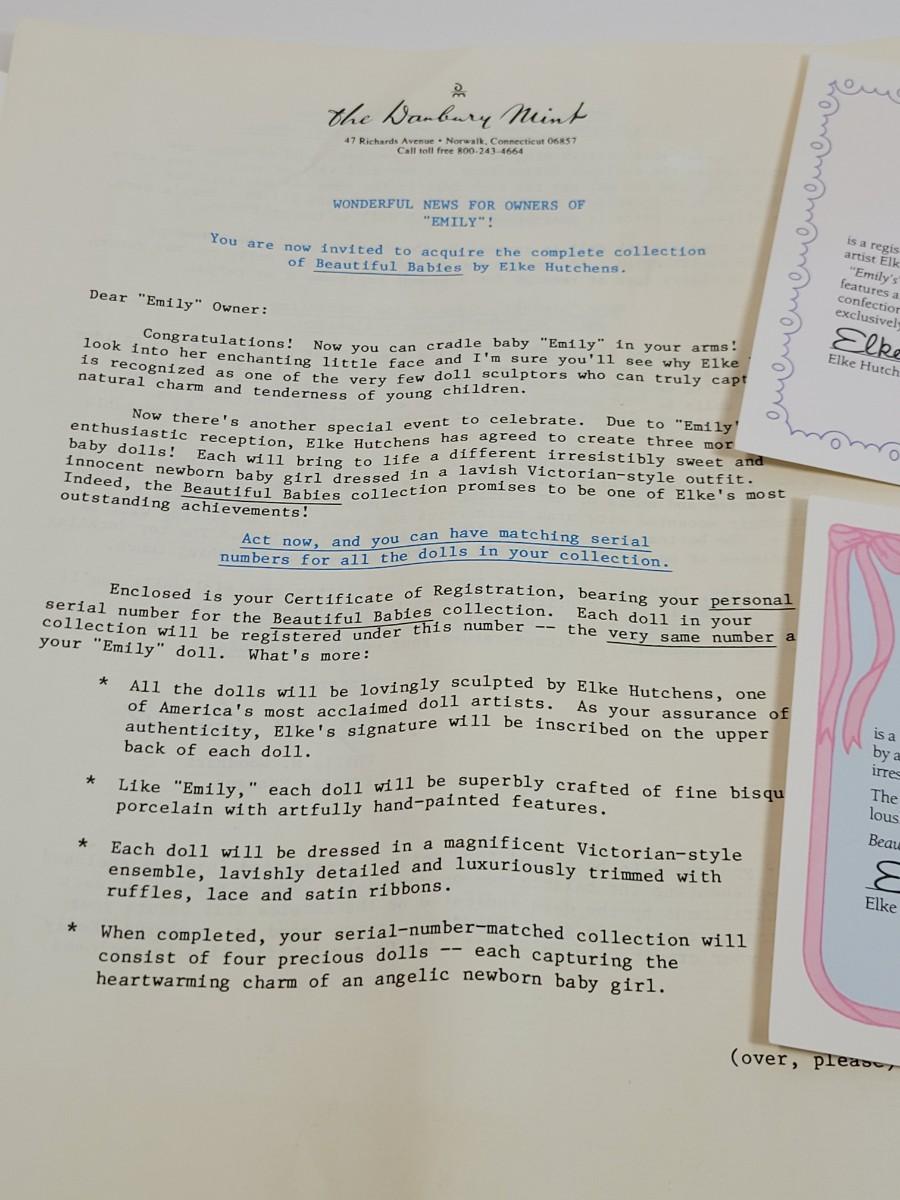 the Danbury Mint
47 Richards Avenue • Norwalk, Connecticut 06857
Call toll free 800-243-4664
WONDERFUL NEWS FOR OWNERS OF
"EMILY"!
You are now invited to acquire the complete collection
of Beautiful Babies by Elke Hutchens.
Dear "Emily" Owner:
Congratulations! Now you can cradle baby "Emily" in your arms!
look into her enchanting little face and I'm sure you'll see why Elke
is recognized as one of the very few doll sculptors who can truly capt
natural charm and tenderness of young children.
Now there's another special event to celebrate. Due to "Emily'
enthusiastic reception, Elke Hutchens has agreed to create three mor
baby dolls! Each will bring to life a different irresistibly sweet and
innocent newborn baby girl dressed in a lavish Victorian-style outfit.
Indeed, the Beautiful Babies collection promises to be one of Elke's most
outstanding achievements!
Act now, and you can have matching serial
numbers for all the dolls in your collection.
Enclosed is your Certificate of Registration, bearing your personal
serial number for the Beautiful Babies collection. Each doll in your
collection will be registered under this number -- the very same number a
your "Emily" doll. What's more:
* All the dolls will be lovingly sculpted by Elke Hutchens, one
of America's most acclaimed doll artists. As your assurance of
authenticity, Elke's signature will be inscribed on the upper
back of each doll.
* Like "Emily," each doll will be superbly crafted of fine bisqu
porcelain with artfully hand-painted features.
* Each doll will be dressed in a magnificent Victorian-style
ensemble, lavishly detailed and luxuriously trimmed with
ruffles, lace and satin ribbons.
* When completed, your serial-number-matched collection will
consist of four precious dolls -- each capturing the
heartwarming charm of an angelic newborn baby girl.
(over, please)
is a regis
artist Elk
"Emily's
features a
confection
exclusively
Elke
Elke Hutch
is a
by a
irres
The
lous
Beau
E
Elke